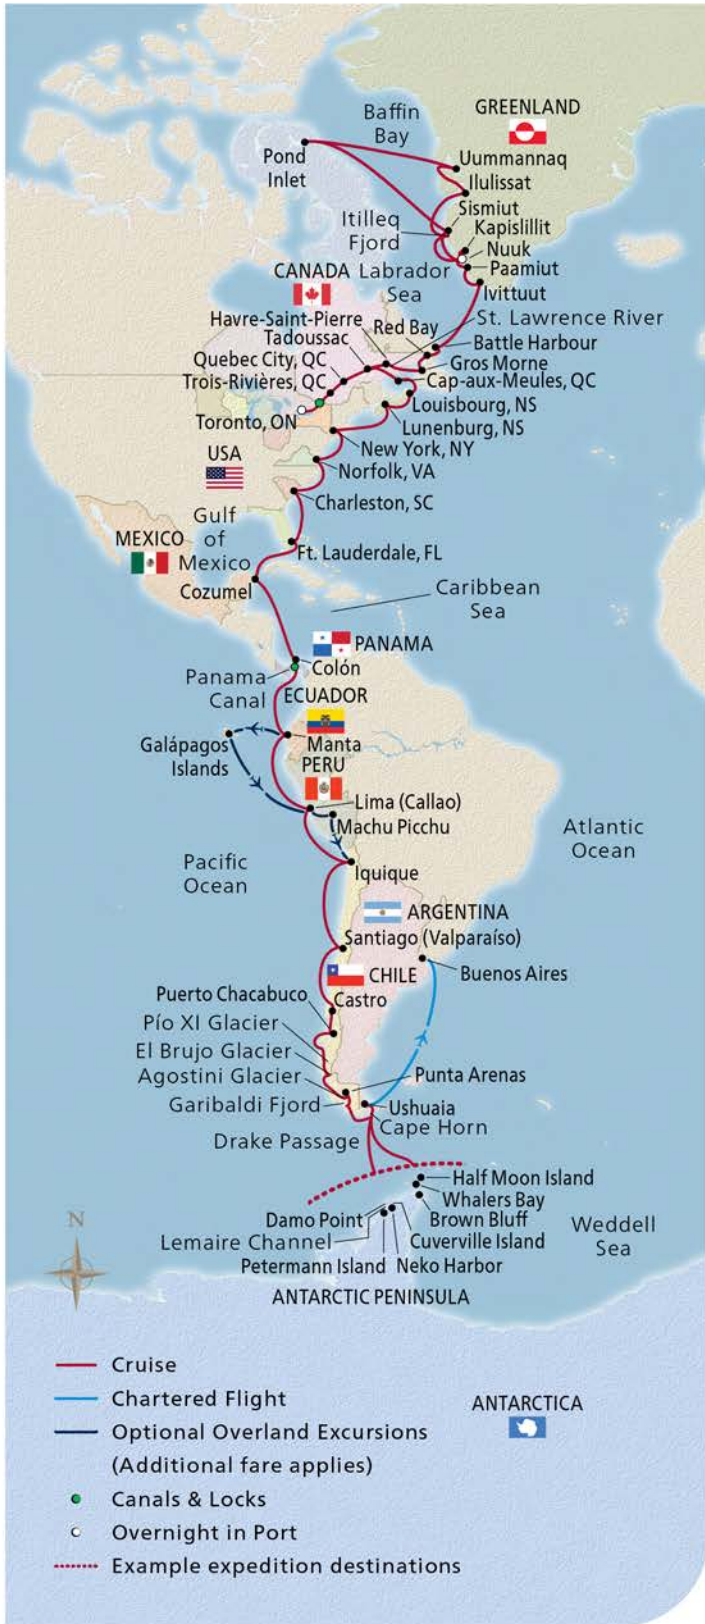 Baffin
Bay
GREENLAND
Pond
Inlet
Uummannaq
Ilulissat
Sismiut
Itilleq
Fjord
Kapislillit
Nuuk
Paamiut
CANADA
Labrador
Sea
Ivittuut
Havre-Saint-Pierre
St. Lawrence River
Tadoussac
Red Bay
Battle Harbour
Quebec City, QC
Gros Morne
Trois-Rivières, QC
Cap-aux-Meules, QC
Toronto, ON
Louisbourg, NS
Lunenburg, NS
New York, NY
USA
Norfolk, VA
Charleston, SC
Gulf
of
Mexico
MEXICO
Ft. Lauderdale, FL
Cozumel
Caribbean
Sea
PANAMA
Colón
Panama
Canal
ECUADOR
Galápagos
Islands
Manta
PERU
Lima (Callao)
Machu Picchu
Atlantic
Ocean
Pacific
Ocean
Iquique
ARGENTINA
Santiago (Valparaíso)
CHILE
Buenos Aires
Puerto Chacabuco
Castro
Pío XI Glacier
El Brujo Glacier
Agostini Glacier
Punta Arenas
Garibaldi Fjord
Ushuaia
Cape Horn
Drake Passage
Half Moon Island
Whalers Bay
Damo Point
Brown Bluff
Weddell
Sea
Lemaire Channel
Cuverville Island
Petermann Island
Neko Harbor
N
ANTARCTIC PENINSULA
Cruise
Chartered Flight
Optional Overland Excursions
(Additional fare applies)
Canals & Locks
Overnight in Port
Example expedition destinations
ANTARCTICA